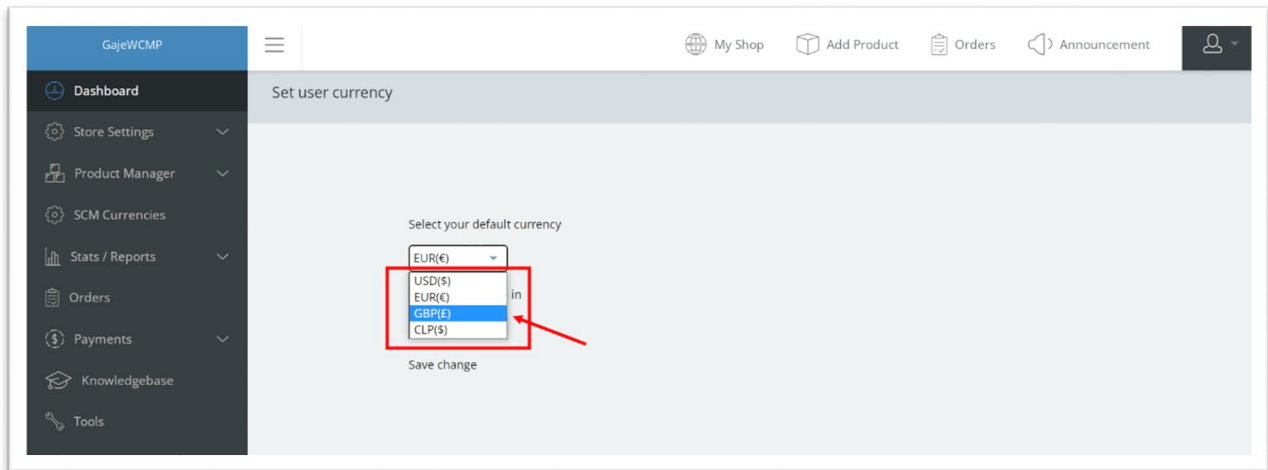 GajeWCMP
My Shop
Add Product
Orders
Announcement
Dashboard
Set user currency
Store Settings
Product Manager
SCM Currencies
Stats / Reports
Orders
Payments
Knowledgebase
Tools
Select your default currency
EUR(€)
USD($)
EUR(€)
in
GBP(£)
CLP($)
Save change